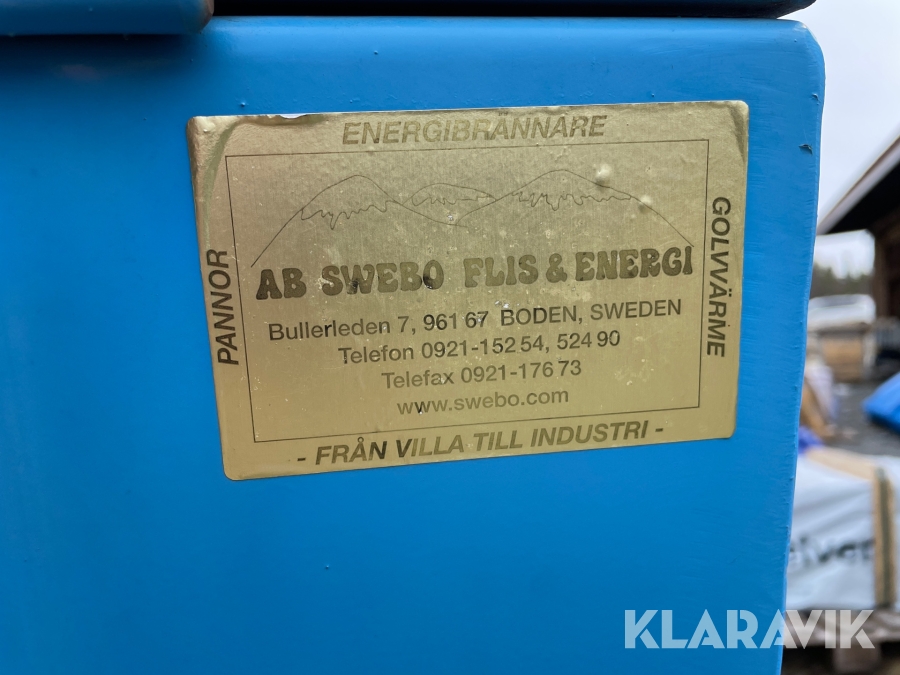 ENERGIBRÄNNARE
PANNOR
GOLVVÄRME
AB SWEBO FLIS & ENERGI
Bullerleden 7, 961 67 BODEN, SWEDEN
Telefon 0921-152 54, 524 90
Telefax 0921-176 73
www.swebo.com
- FRÅN VILLA TILL INDUSTRI -
KLARAVIK